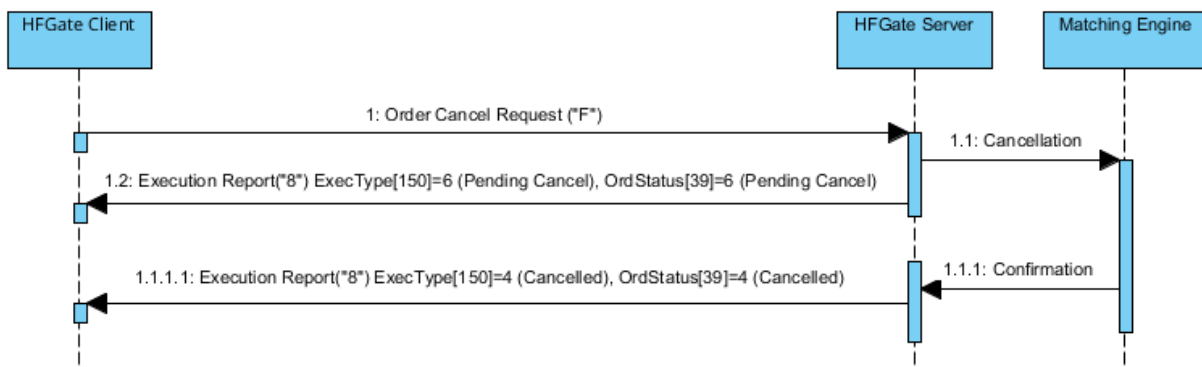 HFGate Client
HFGate Server
Matching Engine
1: Order Cancel Request ("F")
1.1: Cancellation
1.2: Execution Report("8") ExecType[150]=6 (Pending Cancel), OrdStatus[39]=6 (Pending Cancel)
1.1.1.1: Execution Report("8") ExecType[150]=4 (Cancelled), OrdStatus[39]=4 (Cancelled)
1.1.1: Confirmation